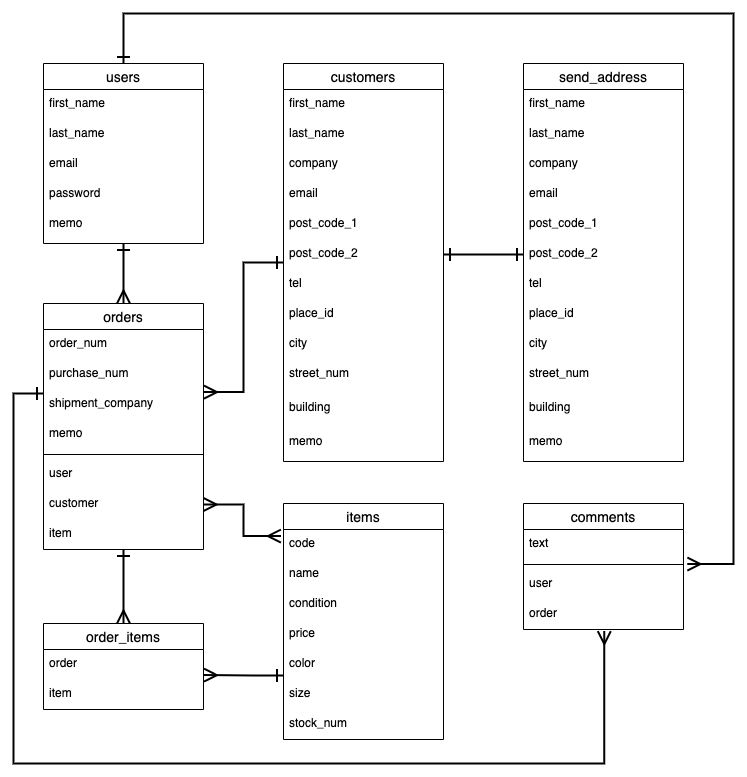 users
first_name
last_name
email
password
memo
customers
first_name
last_name
company
email
post_code_1
post_code_2
tel
place_id
city
street_num
building
memo
send_address
first_name
last_name
company
email
post_code_1
post_code_2
tel
place_id
city
street_num
building
memo
orders
order_num
purchase_num
shipment_company
memo
user
customer
item
items
code
name
condition
price
color
size
stock_num
comments
text
user
order
order_items
order
item